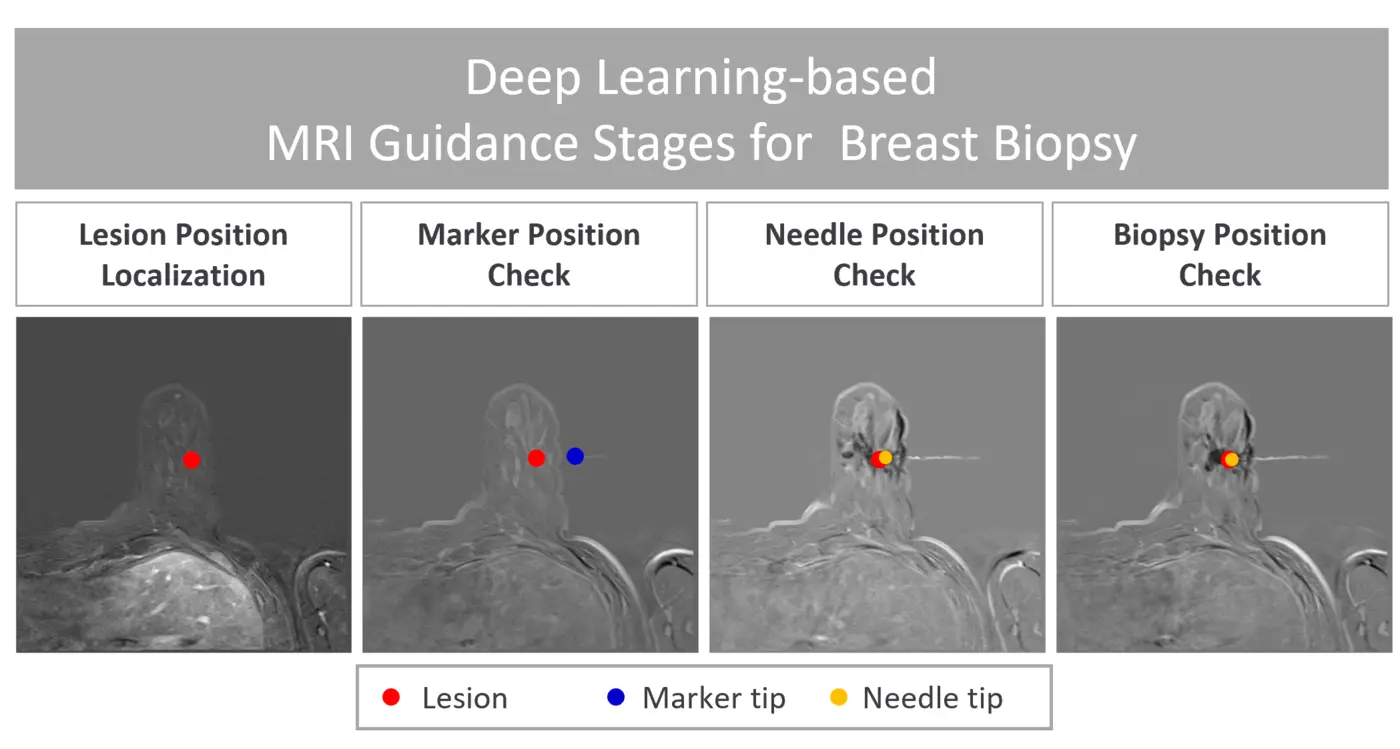 Deep Learning-based
MRI Guidance Stages for  Breast Biopsy
Lesion Position
Localization
Marker Position
Check
Needle Position
Check
Biopsy Position
Check
Lesion
Marker tip
Needle tip